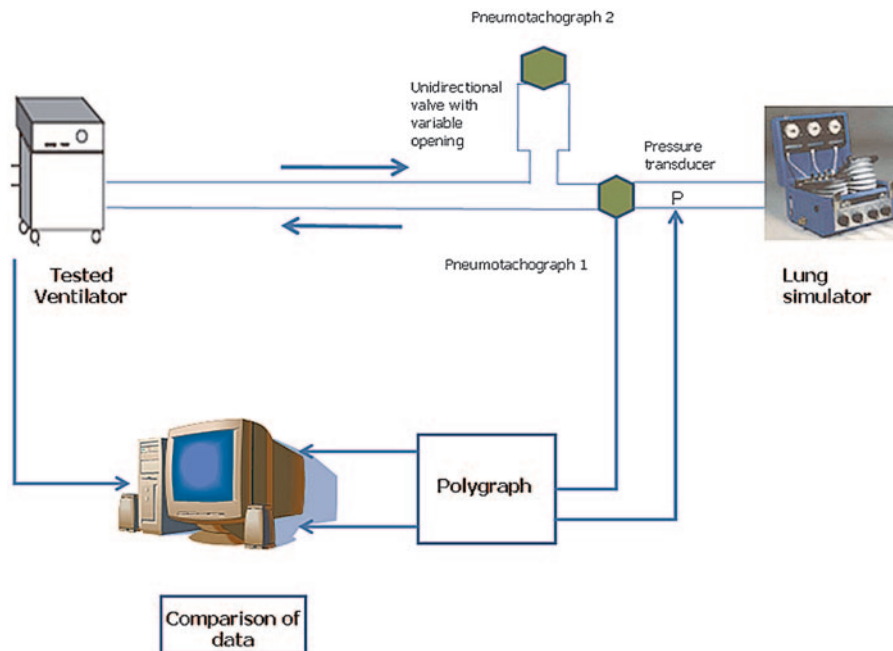 Pneumotachograph 2
Unidirectional
valve with
variable
opening
Pressure
transducer
P
Pneumotachograph 1
Tested
Ventilator
Lung
simulator
Polygraph
Comparison of
data